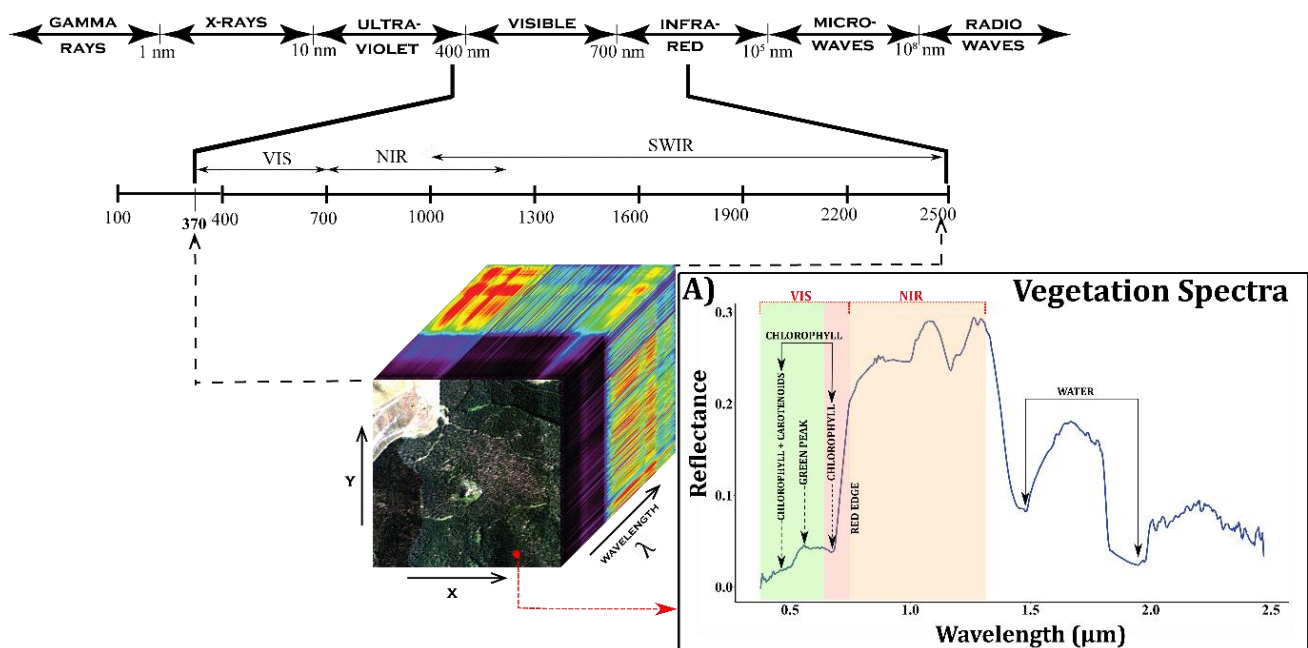 GAMMA RAYS
1 nm
X-RAYS
10 nm
ULTRA-VIOLET
400 nm
VISIBLE
700 nm
INFRA-RED
10⁵ nm
MICRO-WAVES
10⁸ nm
RADIO WAVES
VIS
NIR
SWIR
100
370
400
700
1000
1300
1600
1900
2200
2500
Y
X
WAVELENGTH
λ
A)
Vegetation Spectra
VIS
NIR
CHLOROPHYLL
CHLOROPHYLL + CAROTENOIDS
GREEN PEAK
CHLOROPHYLL
RED EDGE
WATER
Reflectance
0.3
0.2
0.1
0.0
0.5
1.0
1.5
2.0
2.5
Wavelength (µm)